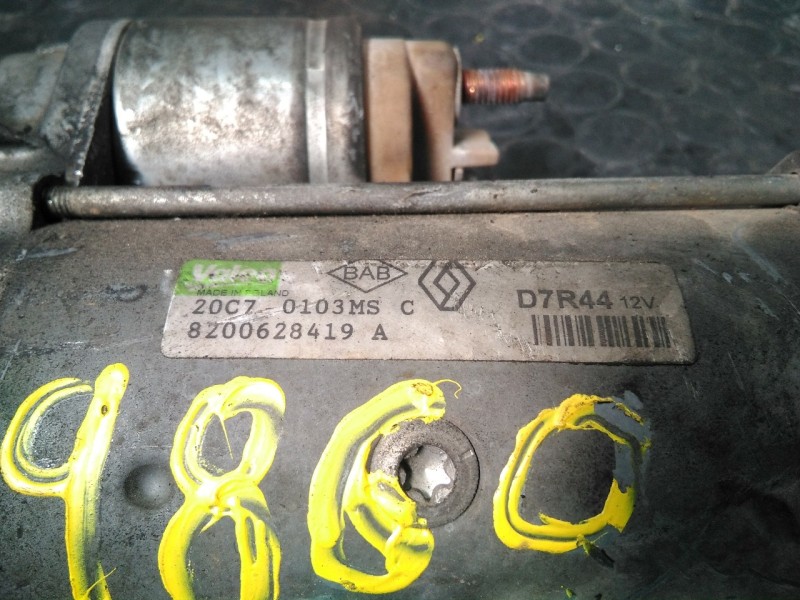 Valeo
MADE IN POLAND
BAB
D7R44 12V
20C7 0103MS C
8200628419 A
9860